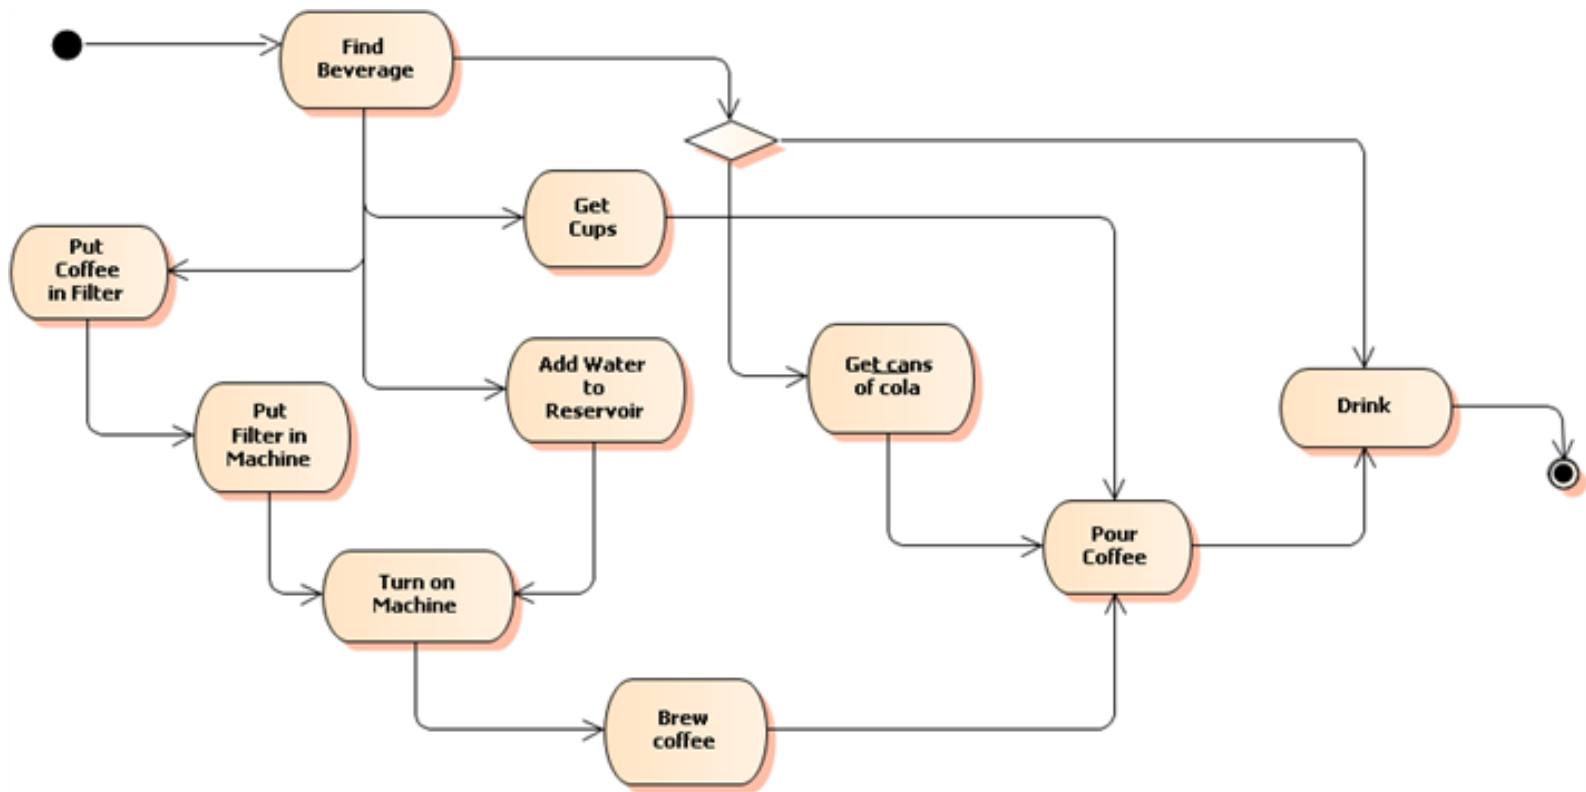 Find
Beverage
Get
Cups
Put
Coffee
in Filter
Add Water
to
Reservoir
Get cans
of cola
Put
Filter in
Machine
Drink
Pour
Coffee
Turn on
Machine
Brew
coffee